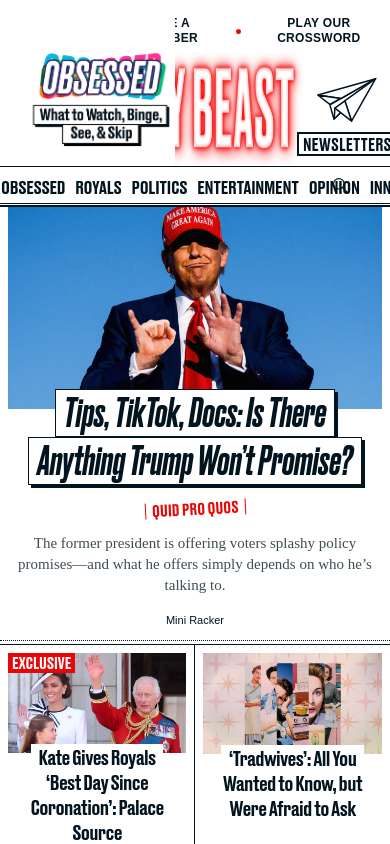 E A
BER
PLAY OUR
CROSSWORD
OBSESSED
What to Watch, Binge,
See, & Skip
Y BEAST
NEWSLETTERS
OBSESSED ROYALS POLITICS ENTERTAINMENT OPINION INN
MAKE AMERICA
GREAT AGAIN
Tips, TikTok, Docs: Is There
Anything Trump Won’t Promise?
QUID PRO QUOS
The former president is offering voters splashy policy
promises—and what he offers simply depends on who he’s
talking to.
Mini Racker
EXCLUSIVE
Kate Gives Royals
‘Best Day Since
Coronation’: Palace
Source
‘Tradwives’: All You
Wanted to Know, but
Were Afraid to Ask